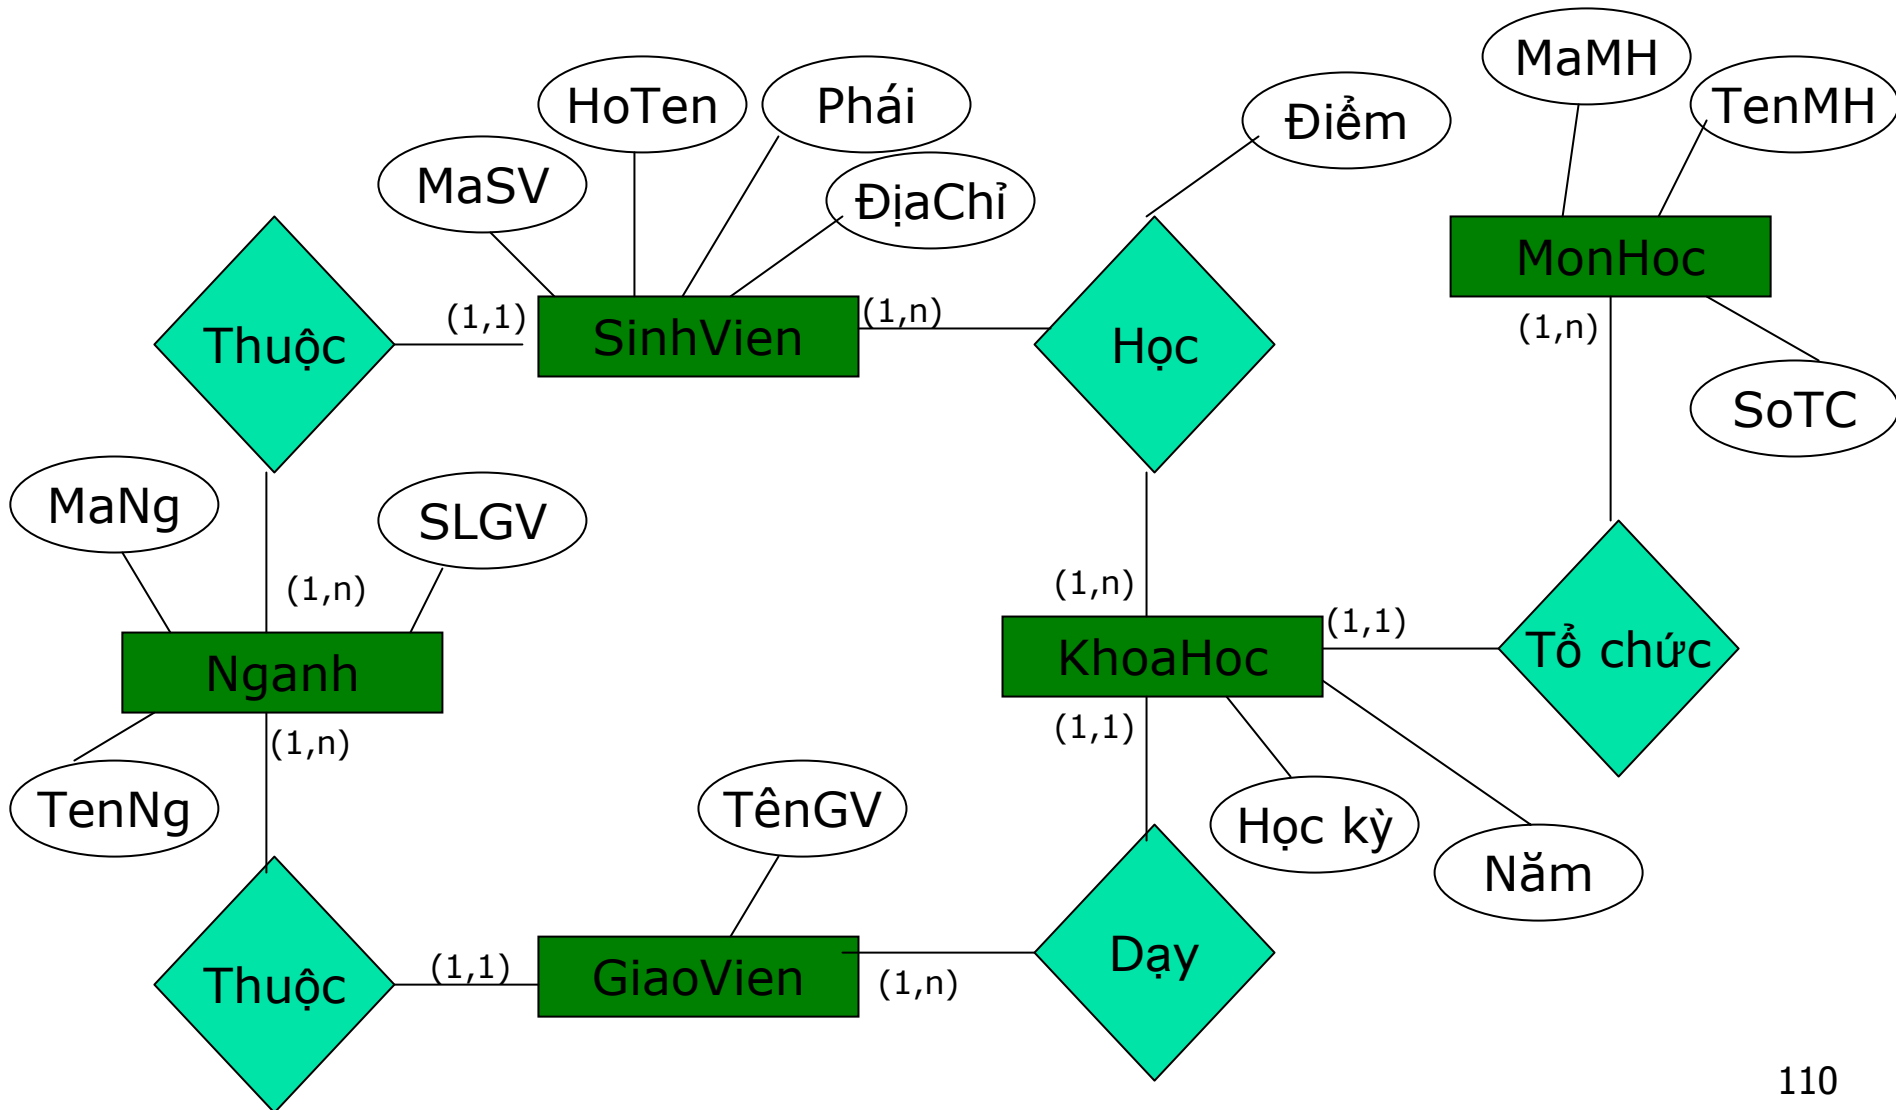 MaMH
HoTen
Phái
TenMH
Điểm
MaSV
ĐịaChỉ
MonHoc
(1,1)
(1,n)
(1,n)
Thuộc
SinhVien
Học
SoTC
MaNg
SLGV
(1,n)
(1,n)
(1,1)
Nganh
KhoaHoc
Tổ chức
(1,n)
(1,1)
TenNg
TênGV
Học kỳ
Năm
Thuộc
(1,1)
GiaoVien
(1,n)
Dạy
110